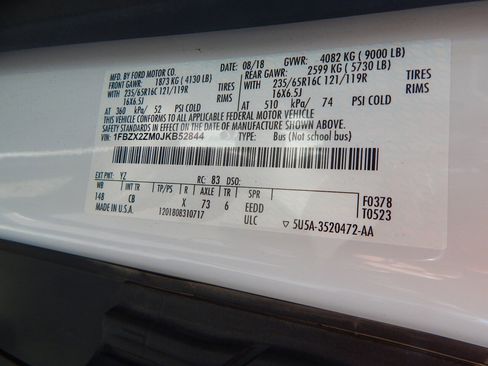 MFD. BY FORD MOTOR CO. 08/18 GVWR: 4082 KG ( 9000 LB)
FRONT GAWR: 1873 KG ( 4130 LB) REAR GAWR: 2599 KG ( 5730 LB)
WITH 235/65R16C 121/119R TIRES WITH 235/65R16C 121/119R TIRES
16X6.5J RIMS 16X6.5J RIMS
AT 360 kPa/ 52 PSI COLD AT 510 kPa/ 74 PSI COLD
THIS VEHICLE CONFORMS TO ALL APPLICABLE FEDERAL MOTOR VEHICLE
SAFETY STANDARDS IN EFFECT ON THE DATE OF MANUFACTURE SHOWN ABOVE.
VIN: 1FBZX2ZM0JKB52844 TYPE: Bus (Not school bus)
EXT PNT: YZ RC: 83 DSO: F0378
WB INT TR TP/PS R AXLE TR SPR T0523
148 CB X 73 6 EEDD
MADE IN U.S.A. 1201808310717 ULC 5U5A-3520472-AA